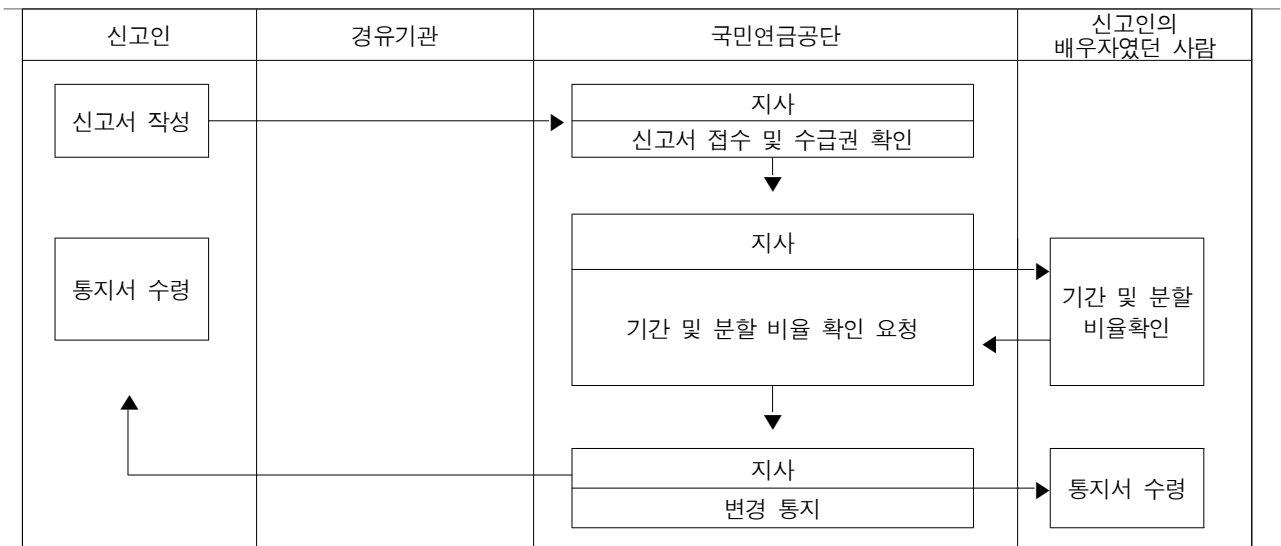 신고인
경유기관
국민연금공단
신고인의
배우자였던 사람
신고서 작성
지사
신고서 접수 및 수급권 확인
통지서 수령
지사
기간 및 분할 비율 확인 요청
기간 및 분할
비율확인
지사
변경 통지
통지서 수령